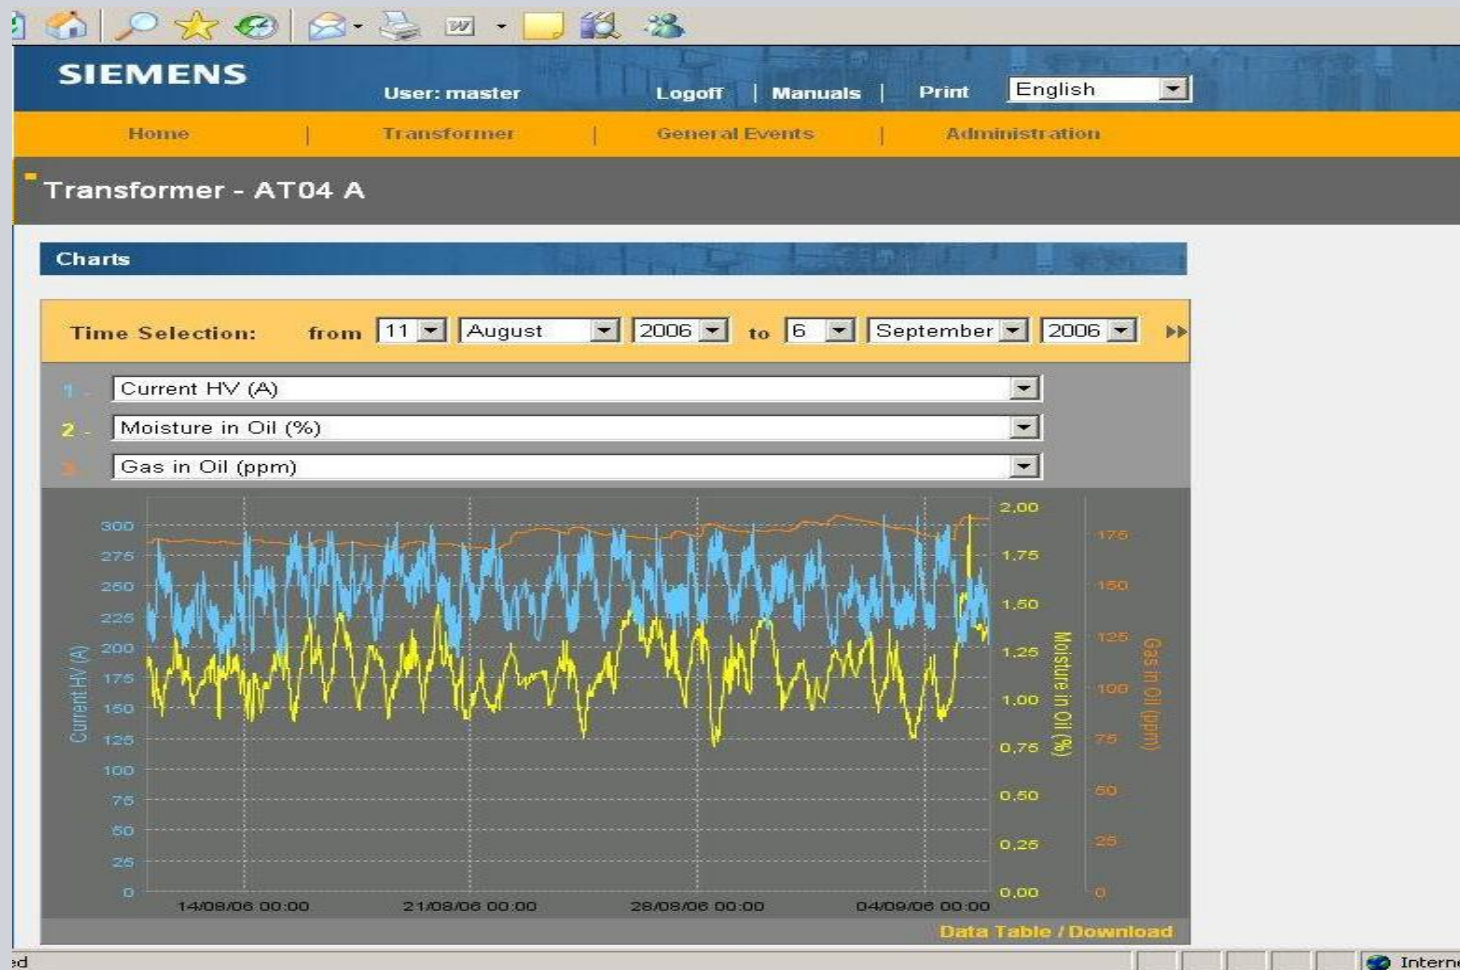 SIEMENS
User: master
Logoff | Manuals | Print English
Home | Transformer | General Events | Administration
Transformer - AT04 A
Charts
Time Selection: from 11 August 2006 to 6 September 2006
1 - Current HV (A)
2 - Moisture in Oil (%)
3 - Gas in Oil (ppm)
300
275
250
225
200
175
150
125
100
75
50
25
0
Current HV (A)
2,00
1,75
1,50
1,25
1,00
0,75
0,50
0,25
0,00
Moisture in Oil (%)
175
150
125
100
75
50
25
0
Gas in Oil (ppm)
14/08/06 00:00 21/08/06 00:00 28/08/06 00:00 04/09/06 00:00
Data Table / Download
ed
Interne